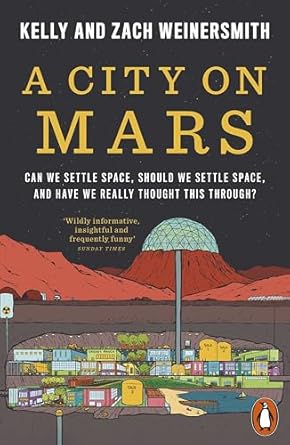 KELLY AND ZACH WEINERSMITH
A CITY ON
MARS
CAN WE SETTLE SPACE, SHOULD WE SETTLE SPACE,
AND HAVE WE REALLY THOUGHT THIS THROUGH?
'Wildly informative,
insightful and
frequently funny'
SUNDAY TIMES